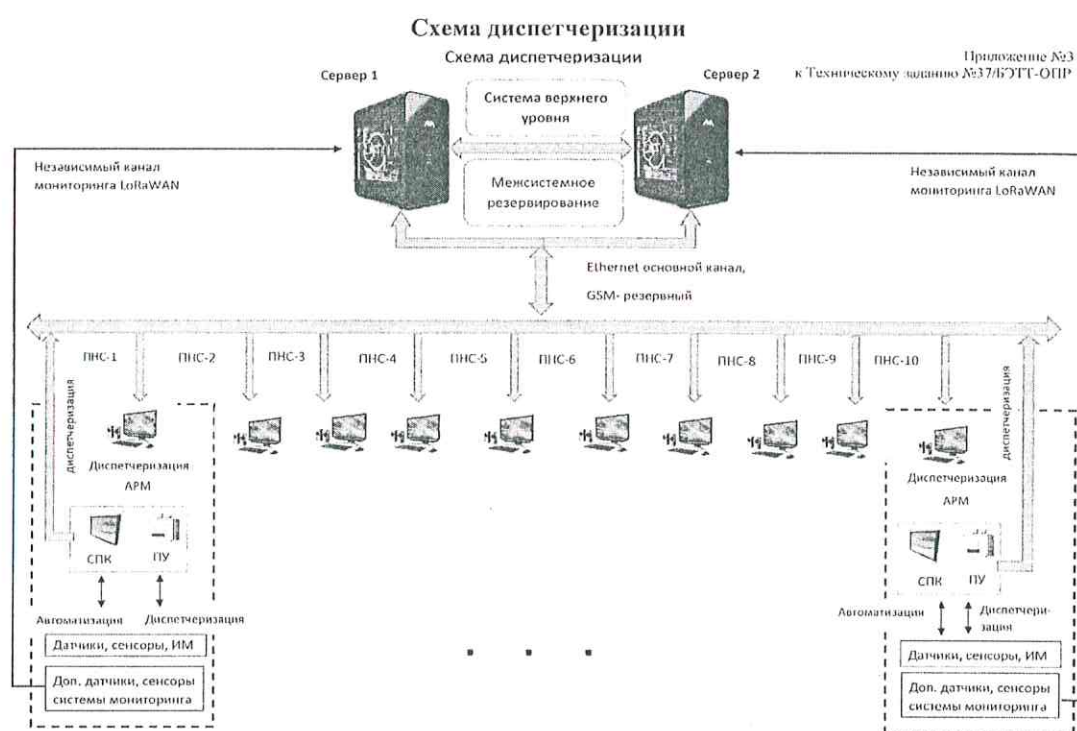 Схема диспетчеризации
Схема диспетчеризации
Приложение №3
к Техническому заданию №37/БЭТТ-ОПР
Сервер 1
Сервер 2
Система верхнего
уровня
Независимый канал
мониторинга LoRaWAN
Межсистемное
резервирование
Независимый канал
мониторинга LoRaWAN
Ethernet основной канал,
GSM- резервный
ПНС-1
ПНС-2
ПНС-3
ПНС-4
ПНС-5
ПНС-6
ПНС-7
ПНС-8
ПНС-9
ПНС-10
диспетчеризация
Диспетчеризация
АРМ
СПК
ПУ
Автоматизация
Диспетчеризация
Датчики, сенсоры, ИМ
Доп. датчики, сенсоры
системы мониторинга
. . .
диспетчеризация
Диспетчеризация
АРМ
СПК
ПУ
Автоматизация
Диспетчери-
зация
Датчики, сенсоры, ИМ
Доп. датчики, сенсоры
системы мониторинга